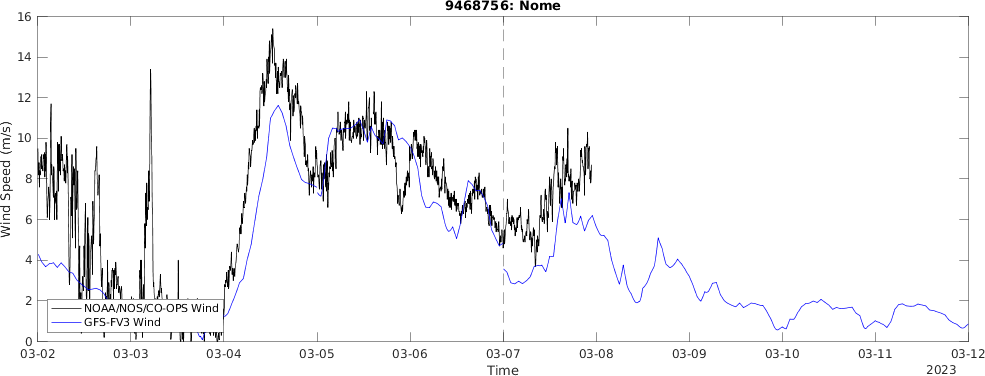 9468756: Nome
16
14
12
10
8
6
4
2
0
Wind Speed (m/s)
NOAA/NOS/CO-OPS Wind
GFS-FV3 Wind
03-02 03-03 03-04 03-05 03-06 03-07 03-08 03-09 03-10 03-11 03-12
Time
2023